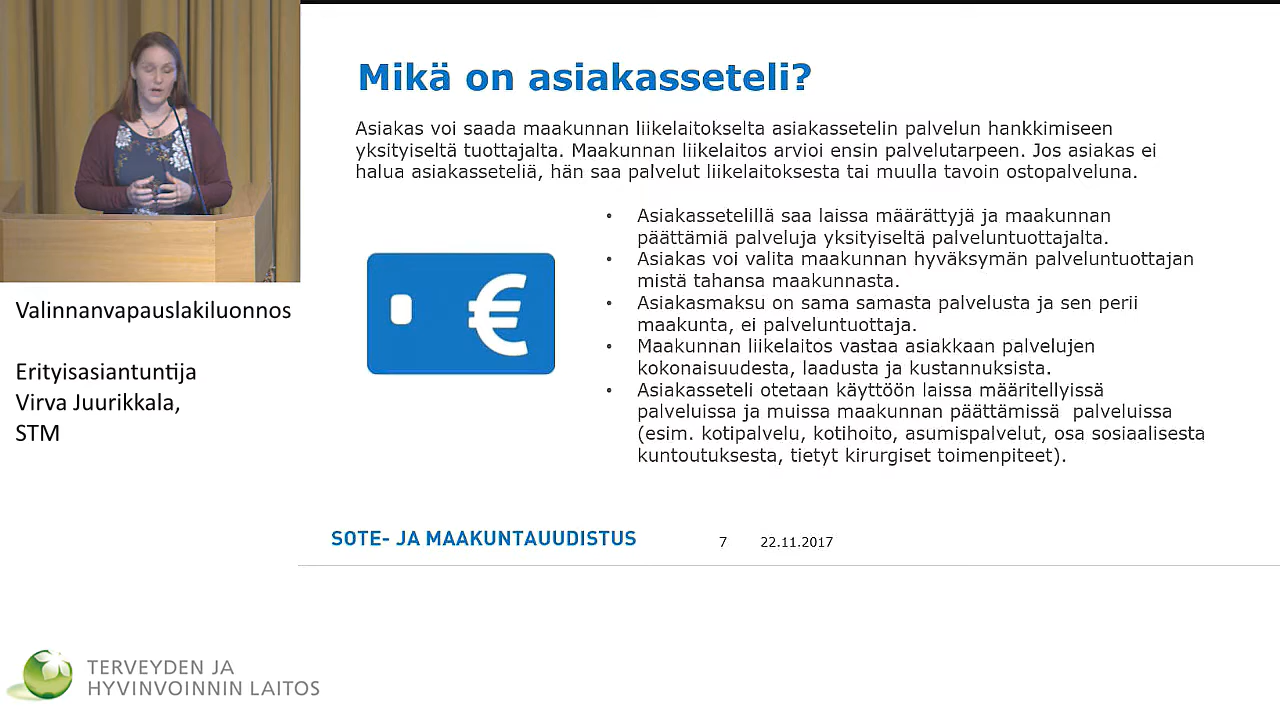 Mikä on asiakasseteli?
Asiakas voi saada maakunnan liikelaitokselta asiakassetelin palvelun hankkimiseen
yksityiseltä tuottajalta. Maakunnan liikelaitos arvioi ensin palvelutarpeen. Jos asiakas ei
halua asiakasseteliä, hän saa palvelut liikelaitoksesta tai muulla tavoin ostopalveluna.
€
• Asiakassetelillä saa laissa määrättyjä ja maakunnan
päättämiä palveluja yksityiseltä palveluntuottajalta.
• Asiakas voi valita maakunnan hyväksymän palveluntuottajan
mistä tahansa maakunnasta.
• Asiakasmaksu on sama samasta palvelusta ja sen perii
maakunta, ei palveluntuottaja.
• Maakunnan liikelaitos vastaa asiakkaan palvelujen
kokonaisuudesta, laadusta ja kustannuksista.
• Asiakasseteli otetaan käyttöön laissa määritellyissä
palveluissa ja muissa maakunnan päättämissä palveluissa
(esim. kotipalvelu, kotihoito, asumispalvelut, osa sosiaalisesta
kuntoutuksesta, tietyt kirurgiset toimenpiteet).
SOTE- JA MAAKUNTAUUDISTUS 7 22.11.2017
Valinnanvapauslakiluonnos
Erityisasiantuntija
Virva Juurikkala,
STM
TERVEYDEN JA
HYVINVOINNIN LAITOS